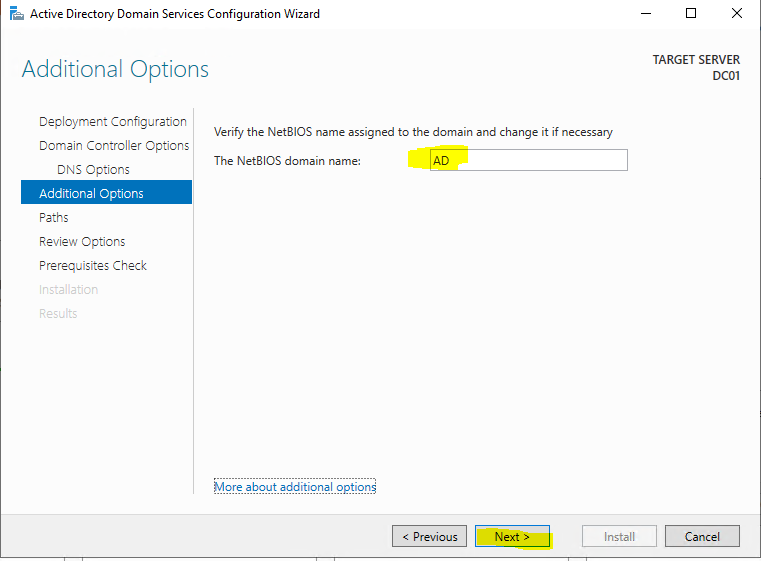 Active Directory Domain Services Configuration Wizard
Additional Options
TARGET SERVER
DC01
Deployment Configuration
Domain Controller Options
DNS Options
Additional Options
Paths
Review Options
Prerequisites Check
Installation
Results
Verify the NetBIOS name assigned to the domain and change it if necessary
The NetBIOS domain name: AD
More about additional options
< Previous Next > Install Cancel